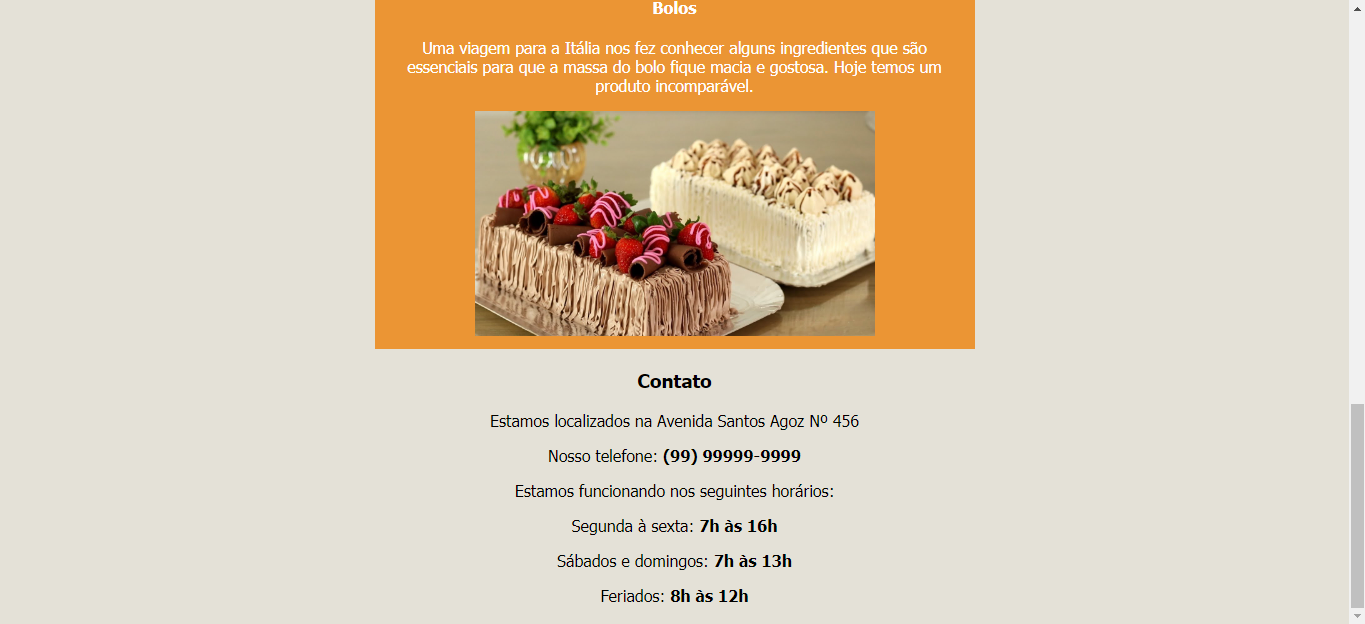 Bolos
Uma viagem para a Itália nos fez conhecer alguns ingredientes que são
essenciais para que a massa do bolo fique macia e gostosa. Hoje temos um
produto incomparável.
Contato
Estamos localizados na Avenida Santos Agoz Nº 456
Nosso telefone: (99) 99999-9999
Estamos funcionando nos seguintes horários:
Segunda à sexta: 7h às 16h
Sábados e domingos: 7h às 13h
Feriados: 8h às 12h